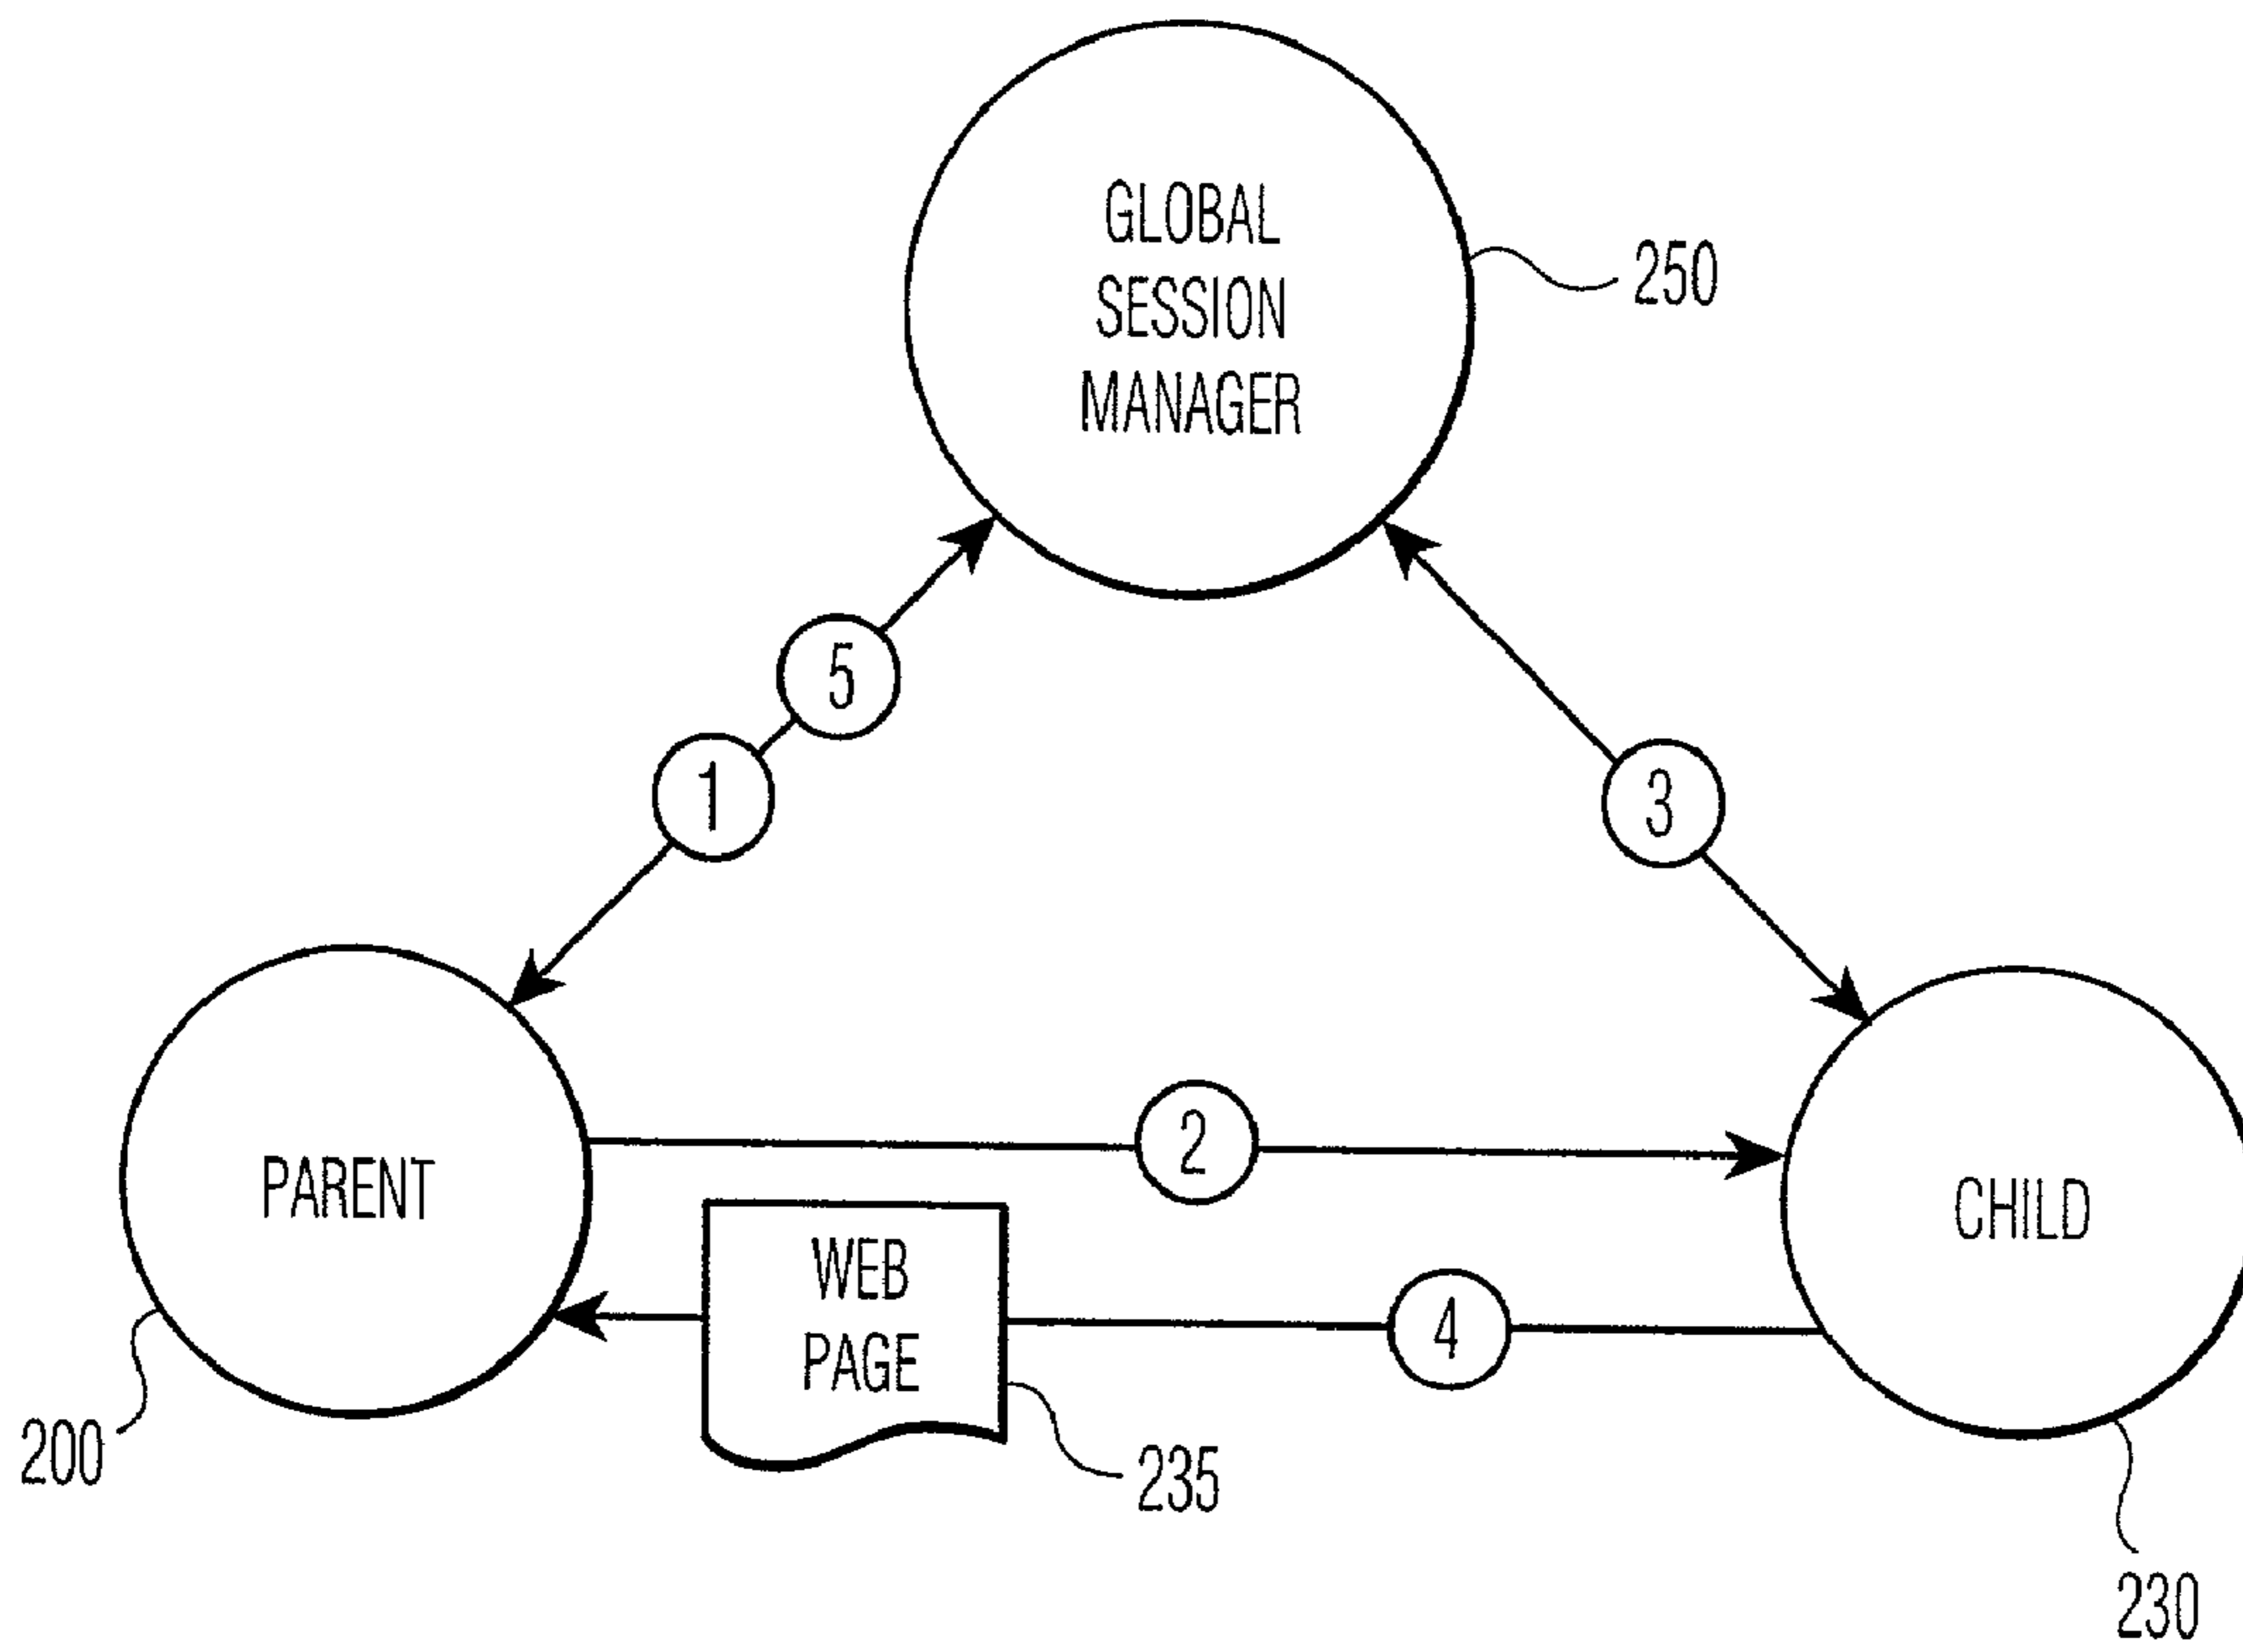 GLOBAL
SESSION
MANAGER
250
5
1
3
2
PARENT
CHILD
WEB
PAGE
4
200
235
230